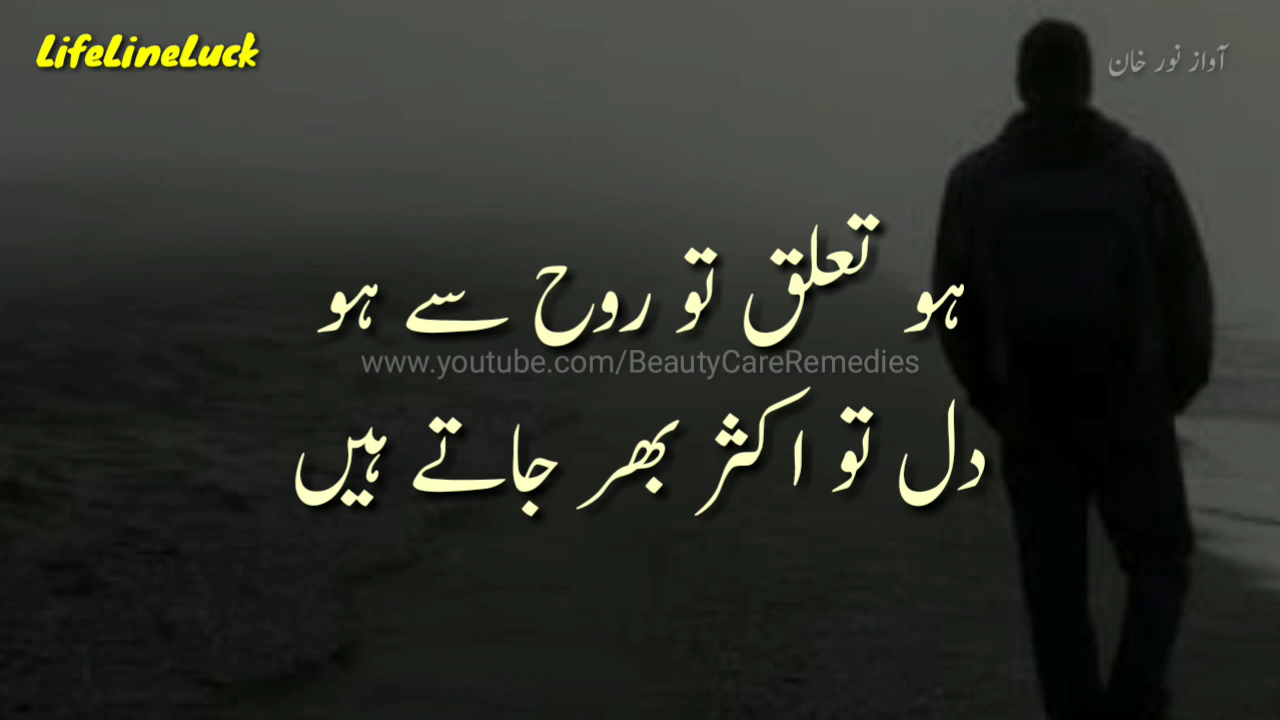 LifeLineLuck
آواز نور خان
ہو تعلق تو روح سے ہو
www.youtube.com/BeautyCareRemedies
دل تو اکثر بھر جاتے ہیں